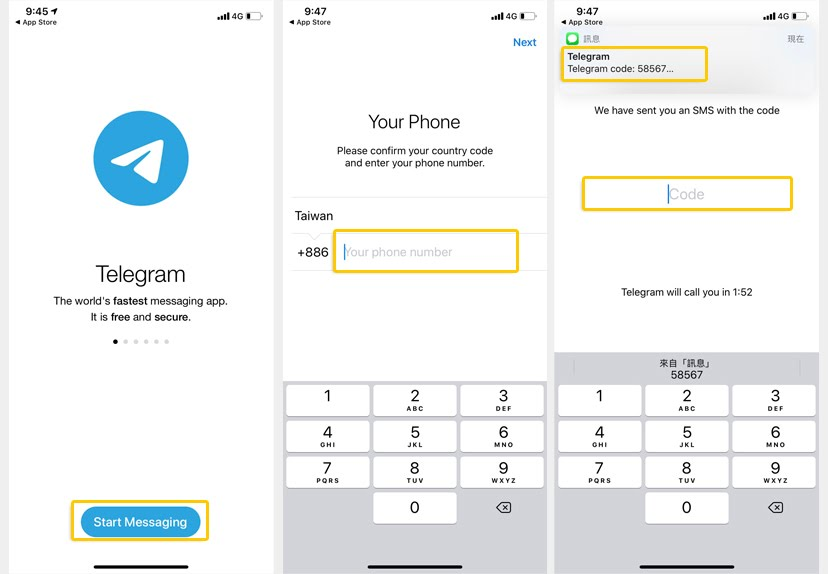 9:45
4G
◄ App Store
Telegram
The world's fastest messaging app.
It is free and secure.
Start Messaging
9:47
4G
◄ App Store
Next
Your Phone
Please confirm your country code
and enter your phone number.
Taiwan
+886 Your phone number
1
2 ABC
3 DEF
4 GHI
5 JKL
6 MNO
7 PQRS
8 TUV
9 WXYZ
0
9:47
4G
◄ App Store
訊息
現在
Telegram
Telegram code: 58567...
We have sent you an SMS with the code
Code
Telegram will call you in 1:52
來自「訊息」
58567
1
2 ABC
3 DEF
4 GHI
5 JKL
6 MNO
7 PQRS
8 TUV
9 WXYZ
0